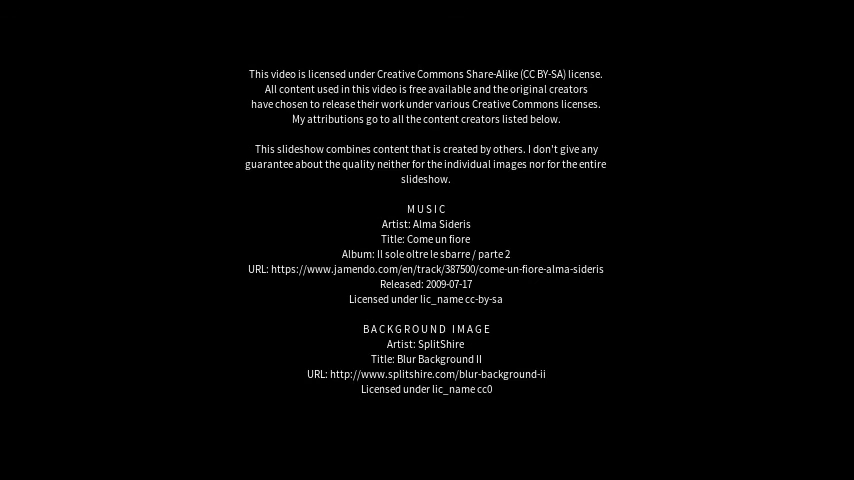 This video is licensed under Creative Commons Share-Alike (CC BY-SA) license.
All content used in this video is free available and the original creators
have chosen to release their work under various Creative Commons licenses.
My attributions go to all the content creators listed below.
This slideshow combines content that is created by others. I don't give any
guarantee about the quality neither for the individual images nor for the entire
slideshow.
MUSIC
Artist: Alma Sideris
Title: Come un fiore
Album: Il sole oltre le sbarre / parte 2
URL: https://www.jamendo.com/en/track/387500/come-un-fiore-alma-sideris
Released: 2009-07-17
Licensed under lic_name cc-by-sa
BACKGROUND IMAGE
Artist: SplitShire
Title: Blur Background II
URL: http://www.splitshire.com/blur-background-ii
Licensed under lic_name cc0